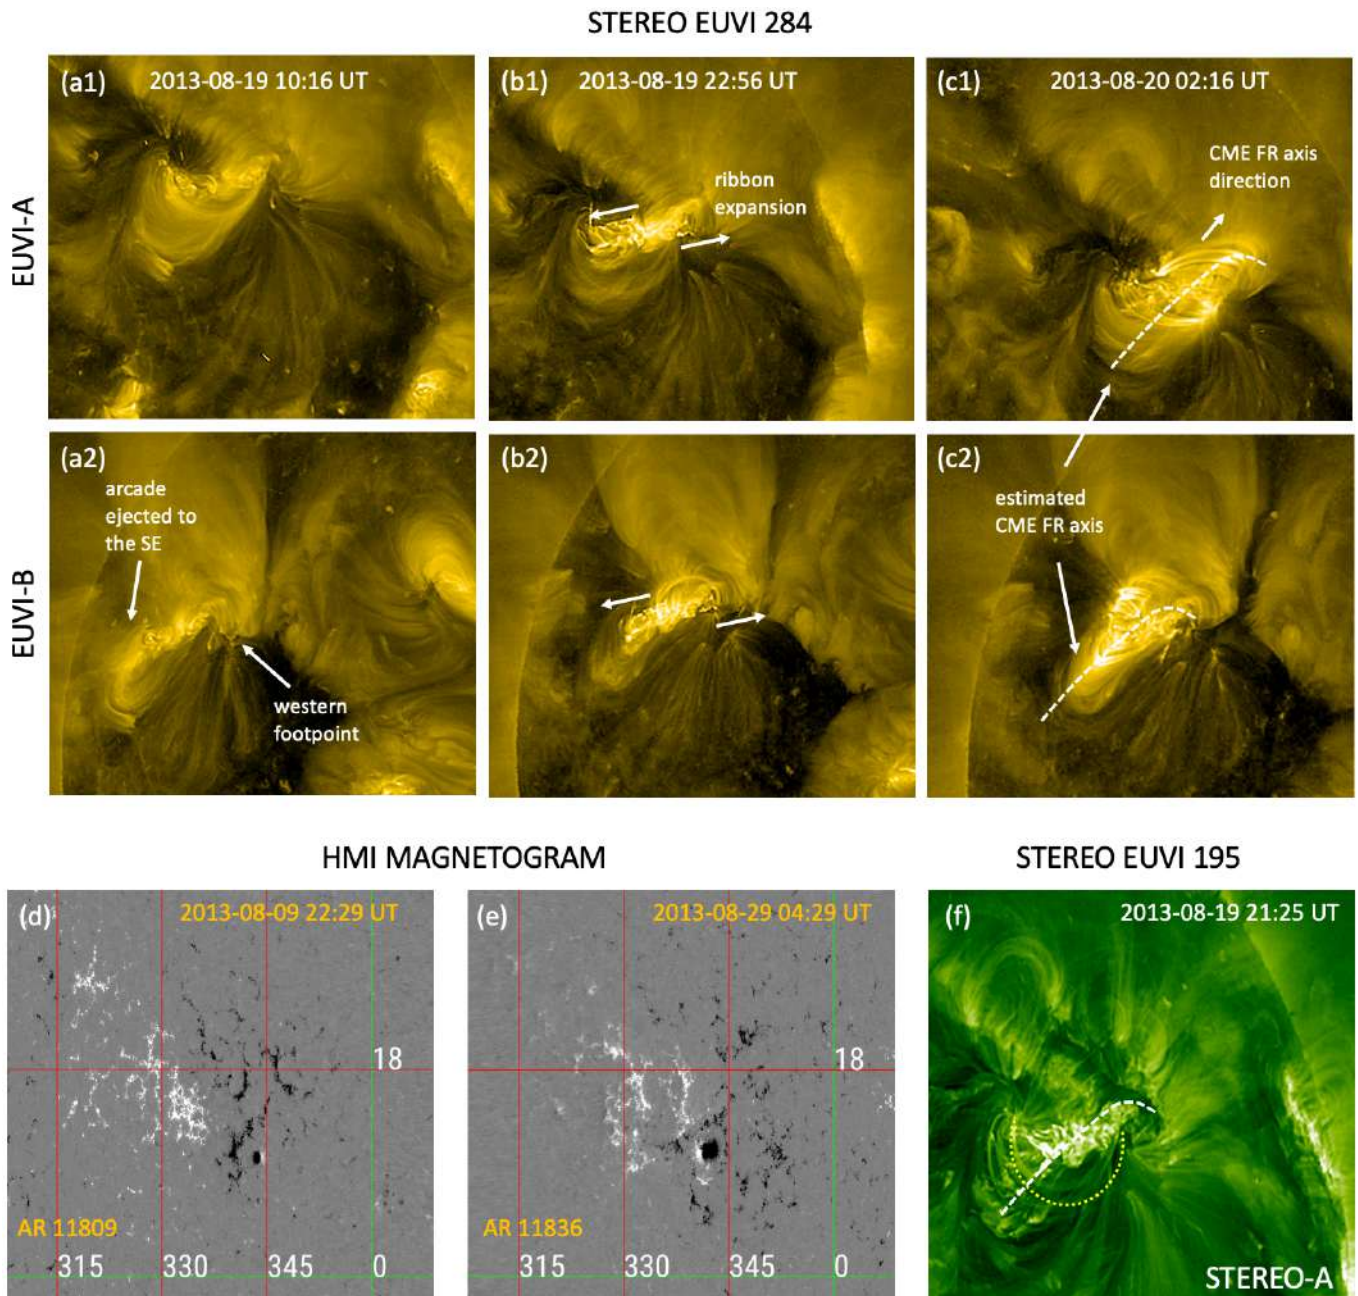 STEREO EUVI 284
EUVI-A
(a1) 2013-08-19 10:16 UT
(b1) 2013-08-19 22:56 UT
ribbon
expansion
(c1) 2013-08-20 02:16 UT
CME FR axis
direction
EUVI-B
(a2)
arcade
ejected to
the SE
western
footpoint
(b2)
(c2)
estimated
CME FR axis
HMI MAGNETOGRAM
STEREO EUVI 195
(d) 2013-08-09 22:29 UT
18
AR 11809
315 330 345 0
(e) 2013-08-29 04:29 UT
18
AR 11836
315 330 345 0
(f) 2013-08-19 21:25 UT
STEREO-A